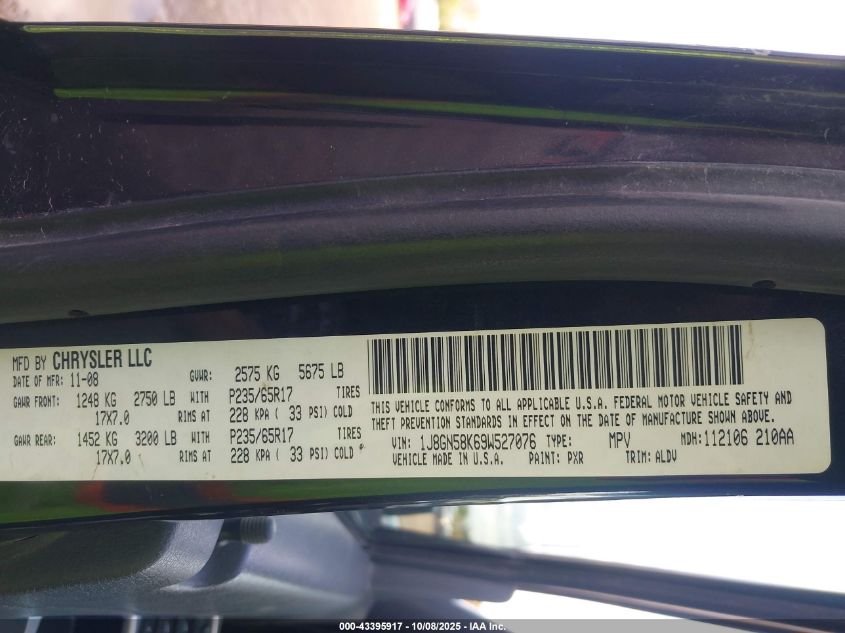 MFD BY CHRYSLER LLC
DATE OF MFR: 11-08 GVWR: 2575 KG 5675 LB
GAWR FRONT: 1248 KG 2750 LB WITH P235/65R17 TIRES
17X7.0 RIMS AT 228 KPA ( 33 PSI) COLD
GAWR REAR: 1452 KG 3200 LB WITH P235/65R17 TIRES
17X7.0 RIMS AT 228 KPA ( 33 PSI) COLD
THIS VEHICLE CONFORMS TO ALL APPLICABLE U.S.A. FEDERAL MOTOR VEHICLE SAFETY AND
THEFT PREVENTION STANDARDS IN EFFECT ON THE DATE OF MANUFACTURE SHOWN ABOVE.
VIN: 1J8GN58K69W527076 TYPE: MPV MDH: 112106 210AA
VEHICLE MADE IN U.S.A. PAINT: PXR TRIM: ALDV
000-43395917 - 10/08/2025 - IAA Inc.